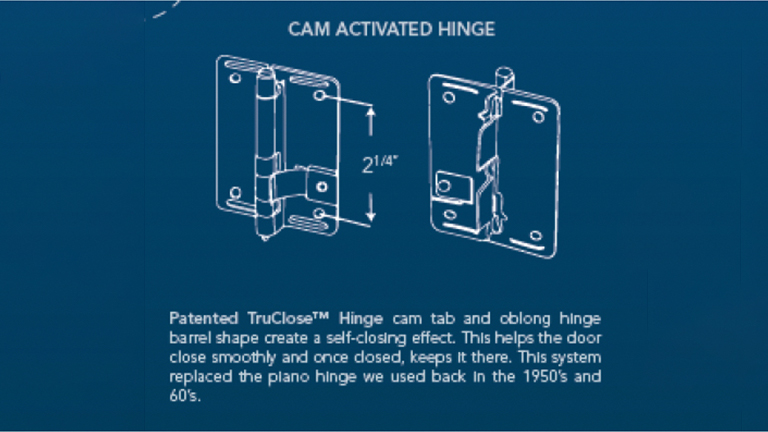 CAM ACTIVATED HINGE
2 1/4"
Patented TruClose™ Hinge cam tab and oblong hinge
barrel shape create a self-closing effect. This helps the door
close smoothly and once closed, keeps it there. This system
replaced the piano hinge we used back in the 1950's and
60's.